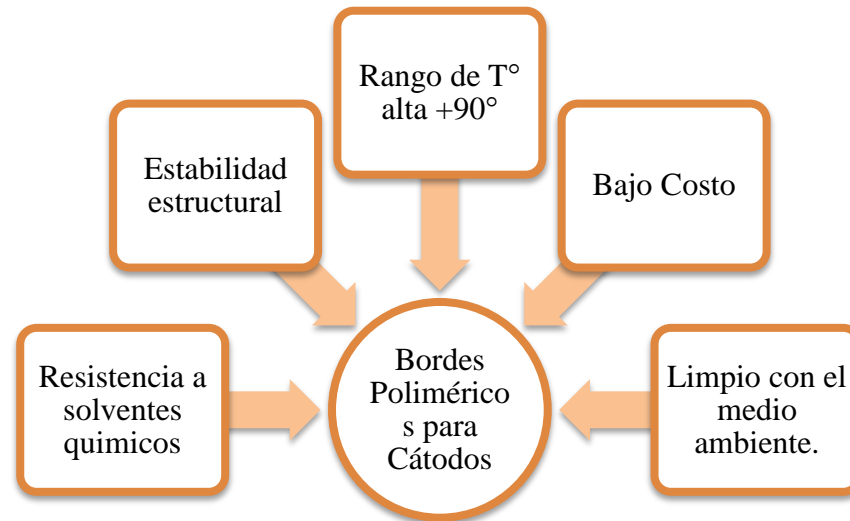 Rango de T°
alta +90°
Estabilidad
estructural
Bajo Costo
Resistencia a
solventes
quimicos
Bordes
Polimérico
s para
Cátodos
Limpio con el
medio
ambiente.